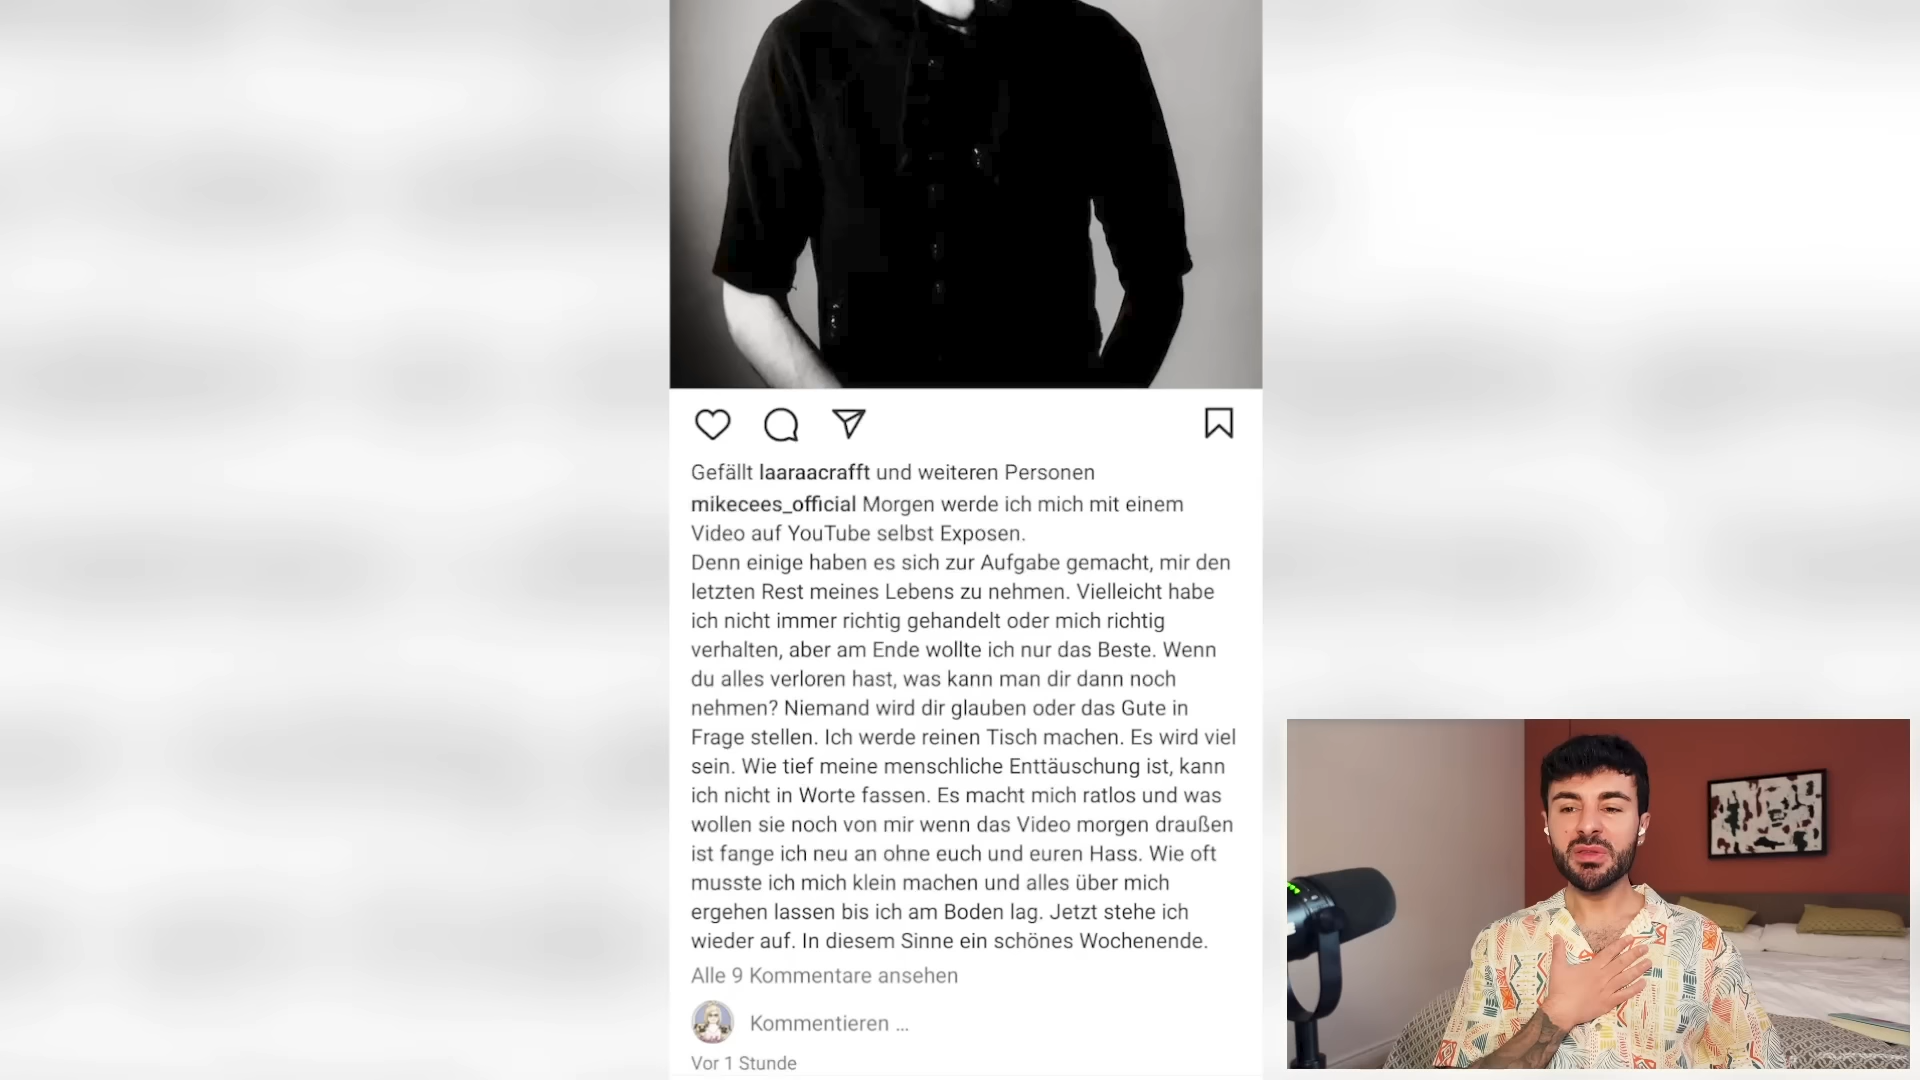 Gefällt laaraacrafft und weiteren Personen
mikecees_official Morgen werde ich mich mit einem
Video auf YouTube selbst Exposen.
Denn einige haben es sich zur Aufgabe gemacht, mir den
letzten Rest meines Lebens zu nehmen. Vielleicht habe
ich nicht immer richtig gehandelt oder mich richtig
verhalten, aber am Ende wollte ich nur das Beste. Wenn
du alles verloren hast, was kann man dir dann noch
nehmen? Niemand wird dir glauben oder das Gute in
Frage stellen. Ich werde reinen Tisch machen. Es wird viel
sein. Wie tief meine menschliche Enttäuschung ist, kann
ich nicht in Worte fassen. Es macht mich ratlos und was
wollen sie noch von mir wenn das Video morgen draußen
ist fange ich neu an ohne euch und euren Hass. Wie oft
musste ich mich klein machen und alles über mich
ergehen lassen bis ich am Boden lag. Jetzt stehe ich
wieder auf. In diesem Sinne ein schönes Wochenende.
Alle 9 Kommentare ansehen
Kommentieren ...
Vor 1 Stunde